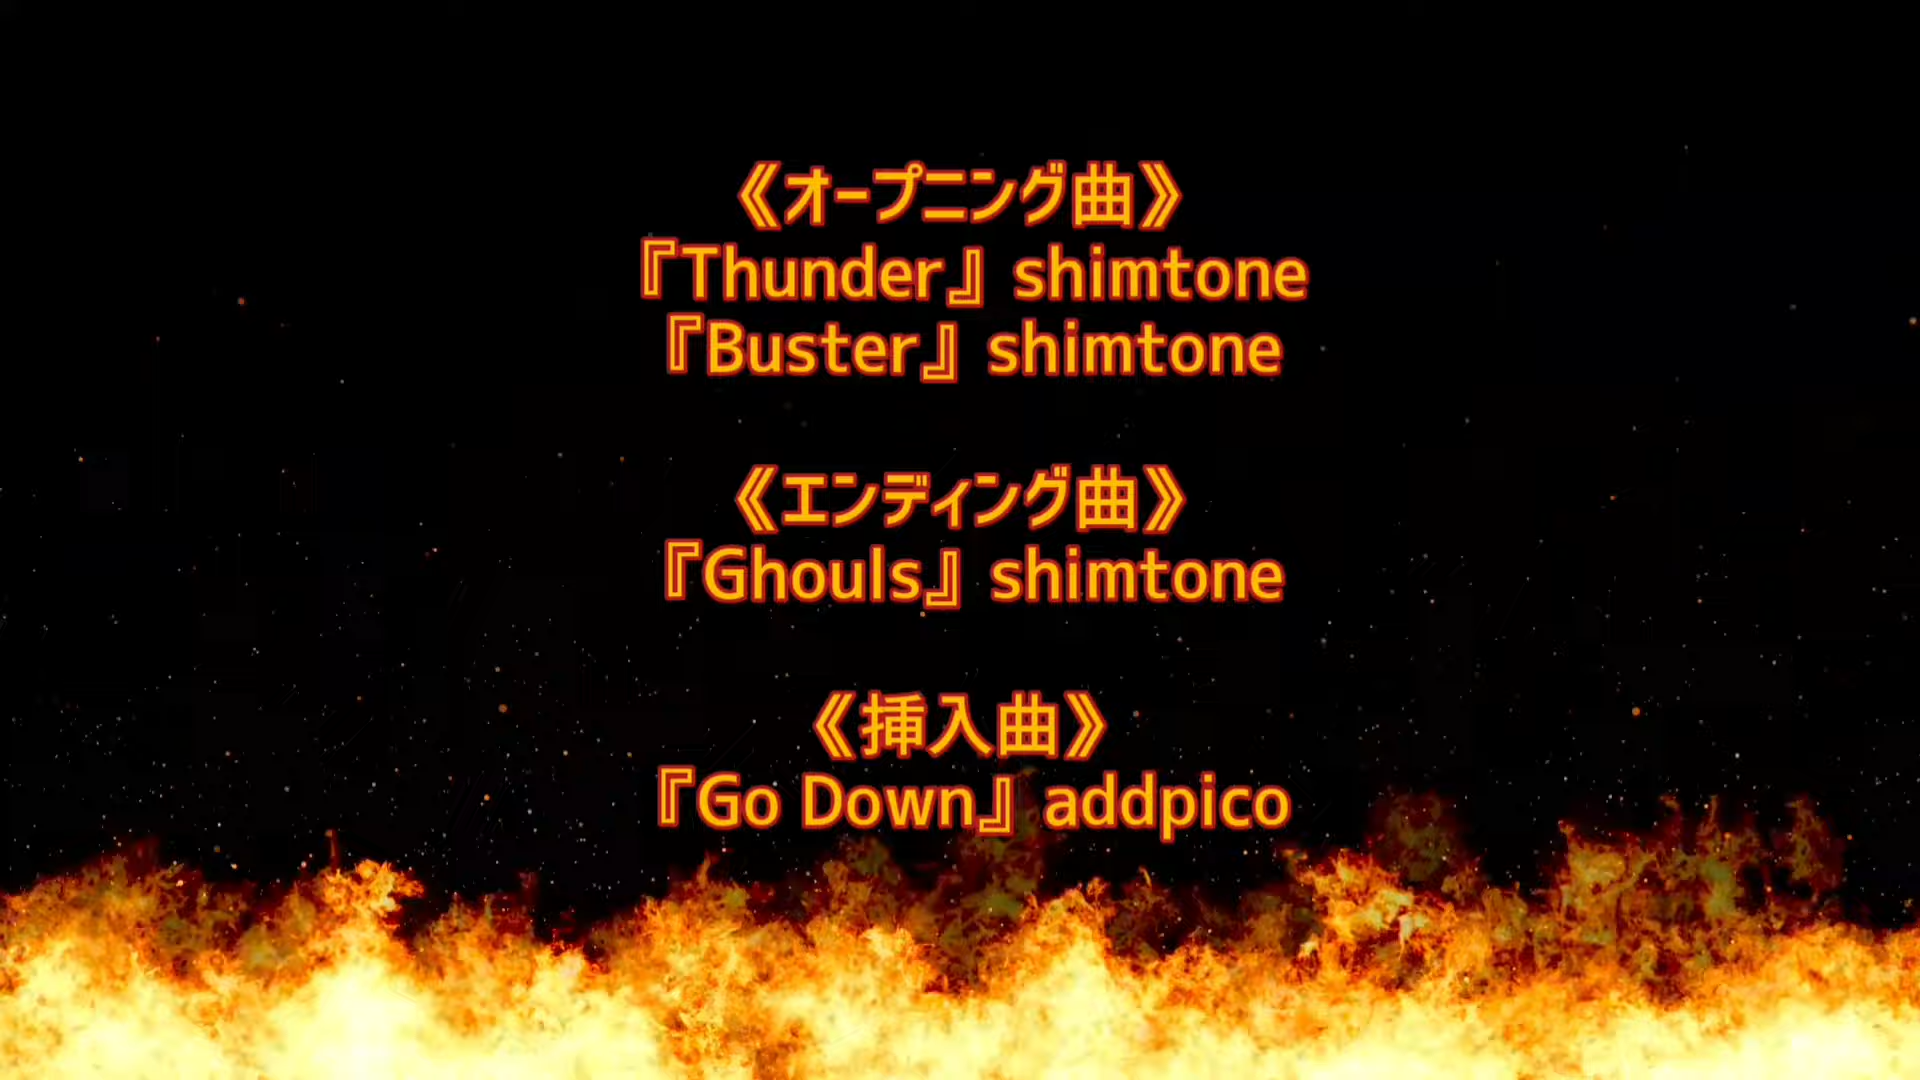 《オープニング曲》
『Thunder』 shimtone
『Buster』 shimtone
《エンディング曲》
『Ghouls』 shimtone
《挿入曲》
『Go Down』 addpico